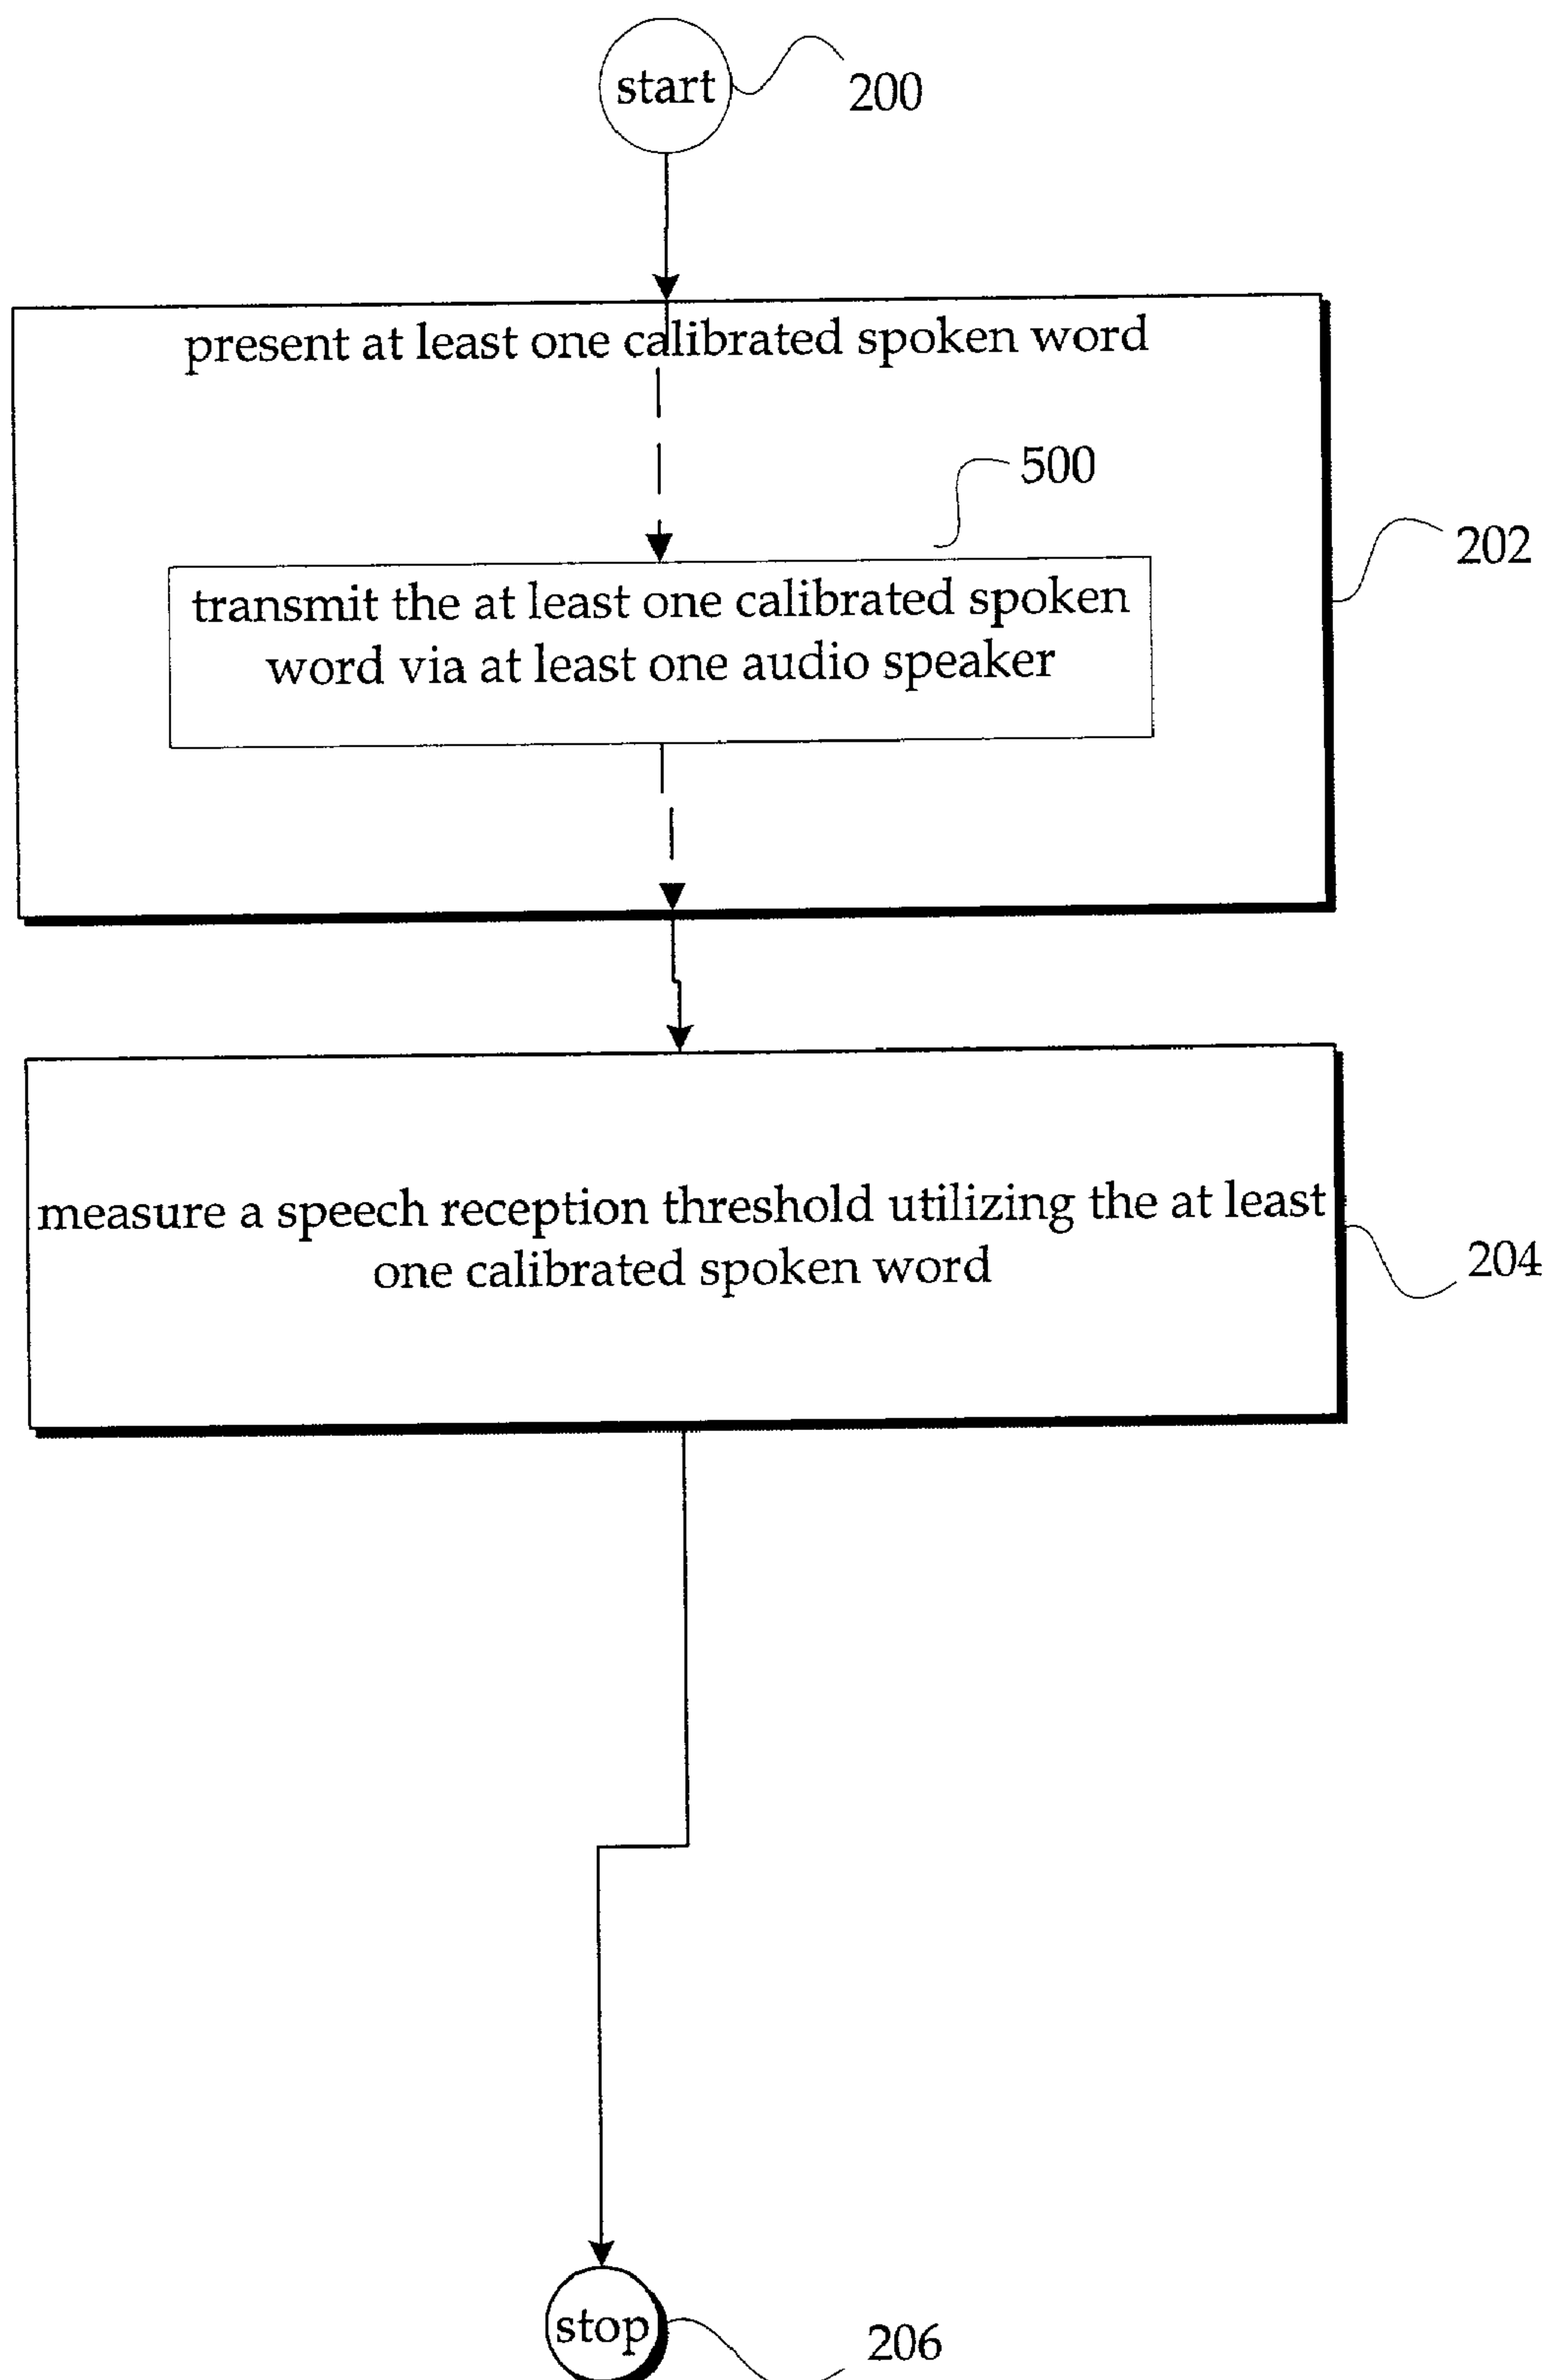 start
200
present at least one calibrated spoken word
500
202
transmit the at least one calibrated spoken
word via at least one audio speaker
measure a speech reception threshold utilizing the at least
one calibrated spoken word
204
stop
206